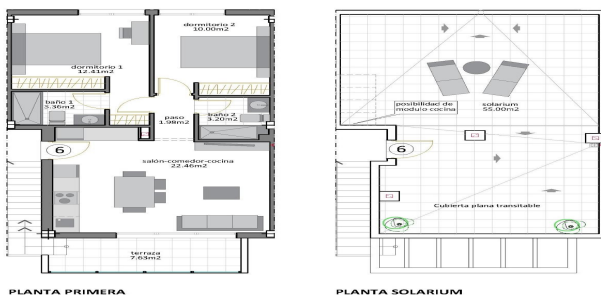 dormitorio 2
10.00m2
dormitorio 1
12.41m2
baño 1
3.36m2
paso
1.98m2
baño 2
3.20m2
6
salón-comedor-cocina
22.46m2
terraza
7.63m2
PLANTA PRIMERA
posibilidad de
modulo cocina
solarium
55.00m2
6
Cubierta plana transitable
PLANTA SOLARIUM